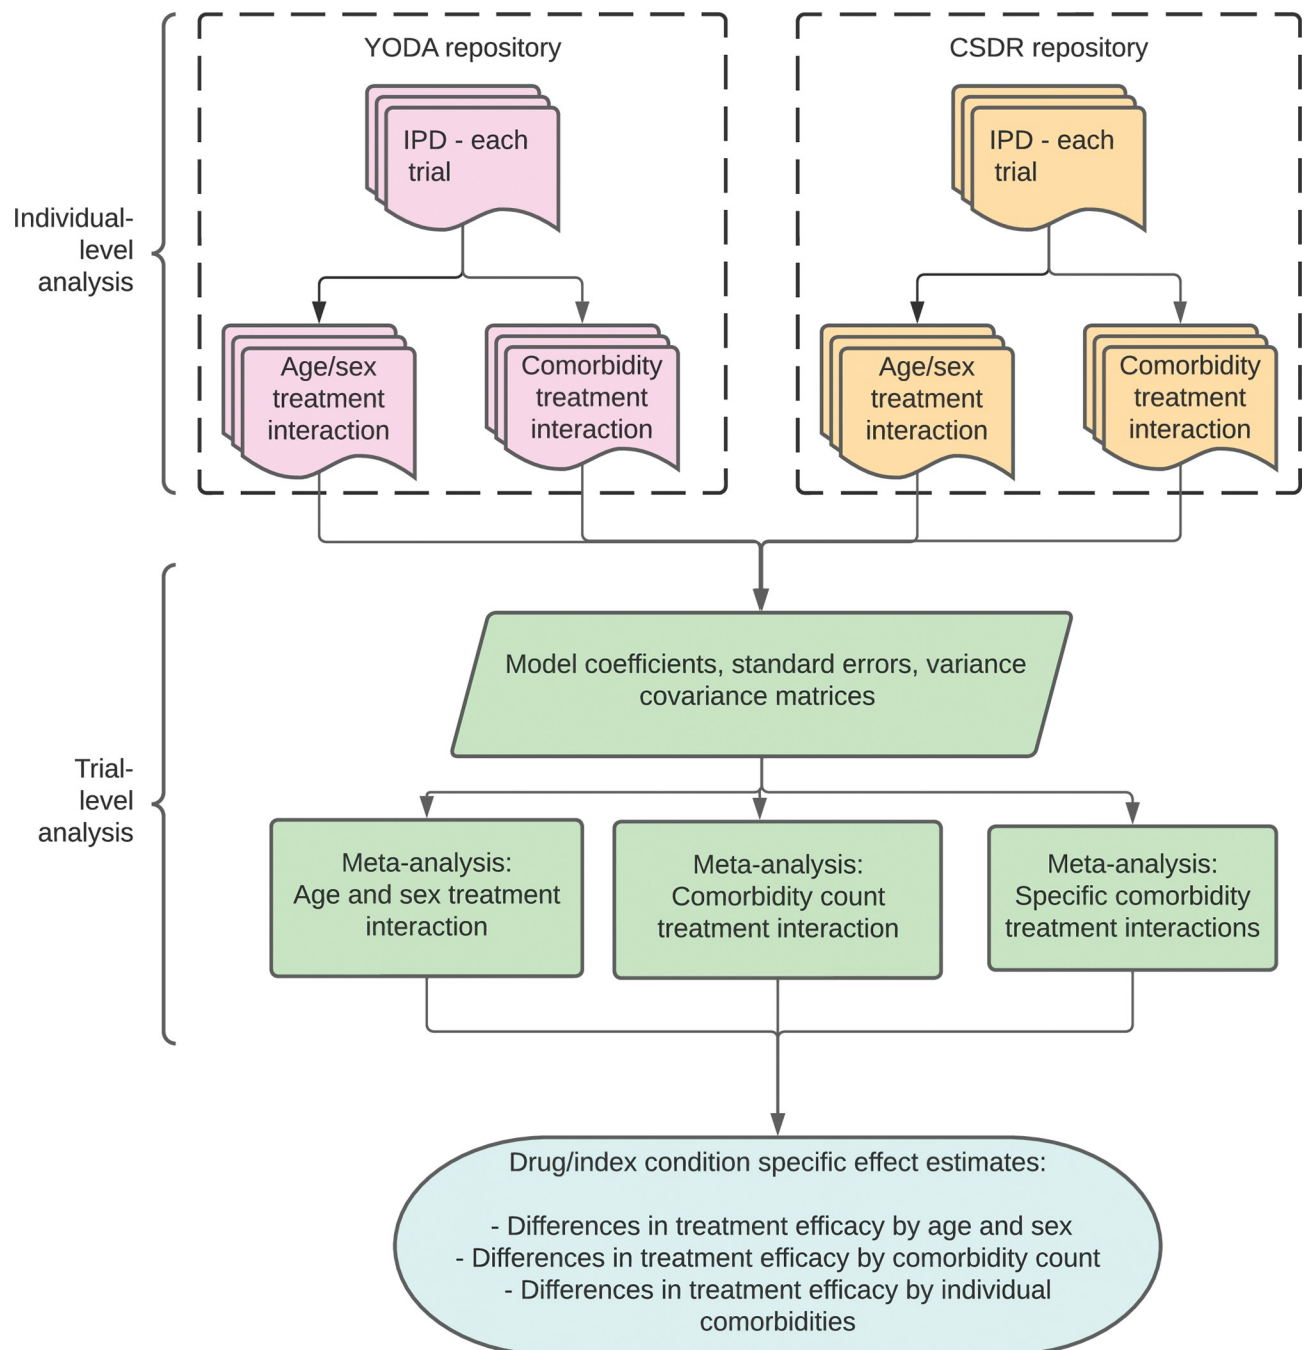 YODA repository
CSDR repository
IPD - each
trial
IPD - each
trial
Individual-
level
analysis
Age/sex
treatment
interaction
Comorbidity
treatment
interaction
Age/sex
treatment
interaction
Comorbidity
treatment
interaction
Model coefficients, standard errors, variance
covariance matrices
Trial-
level
analysis
Meta-analysis:
Age and sex treatment
interaction
Meta-analysis:
Comorbidity count
treatment interaction
Meta-analysis:
Specific comorbidity
treatment interactions
Drug/index condition specific effect estimates:
- Differences in treatment efficacy by age and sex
- Differences in treatment efficacy by comorbidity count
- Differences in treatment efficacy by individual
comorbidities